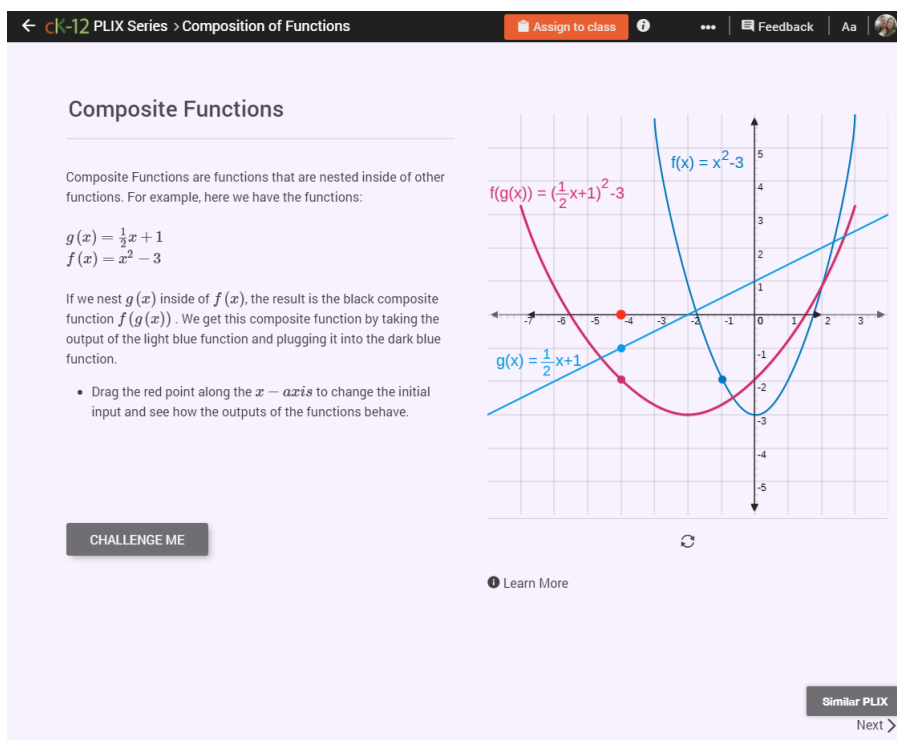 ← cK-12 PLIX Series > Composition of Functions Assign to class i ••• Feedback Aa
Composite Functions
Composite Functions are functions that are nested inside of other
functions. For example, here we have the functions:
g(x) = 1/2 x + 1
f(x) = x² − 3
If we nest g(x) inside of f(x), the result is the black composite
function f(g(x)) . We get this composite function by taking the
output of the light blue function and plugging it into the dark blue
function.
• Drag the red point along the x − axis to change the initial
input and see how the outputs of the functions behave.
CHALLENGE ME
f(x) = x²-3
f(g(x)) = (1/2 x+1)²-3
g(x) = 1/2 x+1
5
4
3
2
1
-7 -6 -5 -4 -3 -2 -1 0 1 2 3
-1
-2
-3
-4
-5
i Learn More
Similar PLIX
Next >